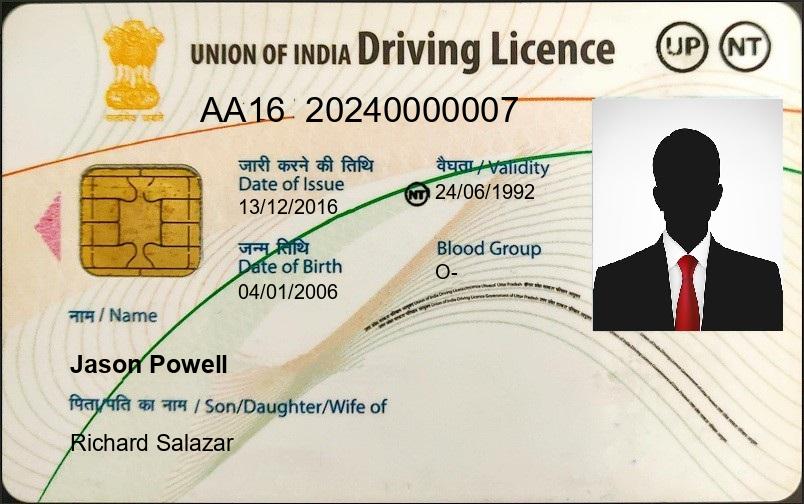 UNION OF INDIA Driving Licence UP NT
सत्यमेव जयते
AA16 20240000007
जारी करने की तिथि
Date of Issue
13/12/2016
वैघता / Validity
NT 24/06/1992
जन्म तिथि
Date of Birth
04/01/2006
Blood Group
O-
नाम / Name
Jason Powell
पिता/पति का नाम / Son/Daughter/Wife of
Richard Salazar